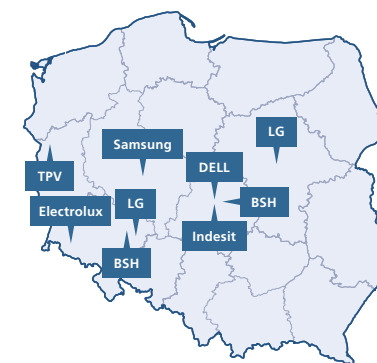 LG
Samsung
DELL
TPV
LG
BSH
Electrolux
Indesit
BSH